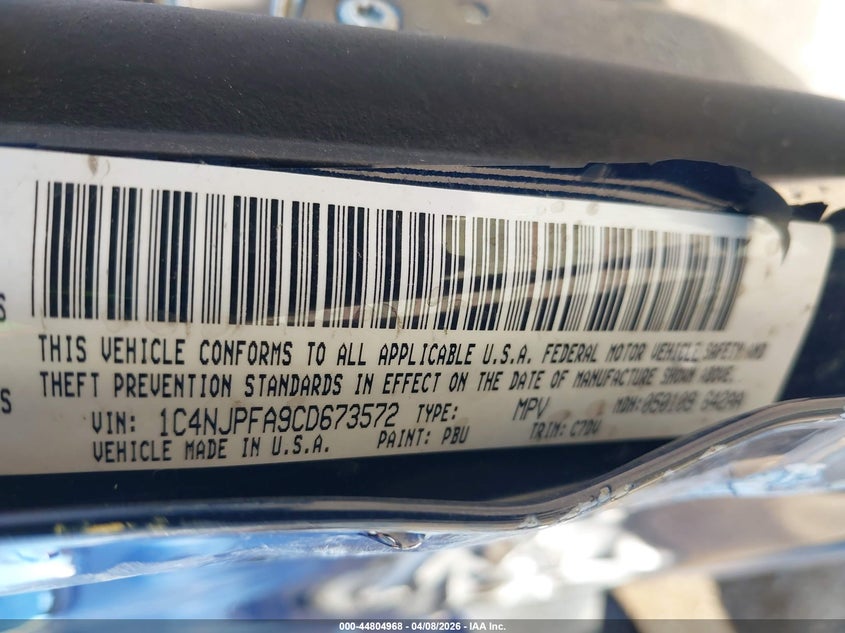 S
THIS VEHICLE CONFORMS TO ALL APPLICABLE U.S.A. FEDERAL MOTOR VEHICLE SAFETY AND
THEFT PREVENTION STANDARDS IN EFFECT ON THE DATE OF MANUFACTURE SHOWN ABOVE.
S
VIN: 1C4NJPFA9CD673572 TYPE: MPV MDH:050109 G42AA
VEHICLE MADE IN U.S.A. PAINT: PBU TRIM: C7DV
000-44804968 - 04/08/2026 - IAA Inc.